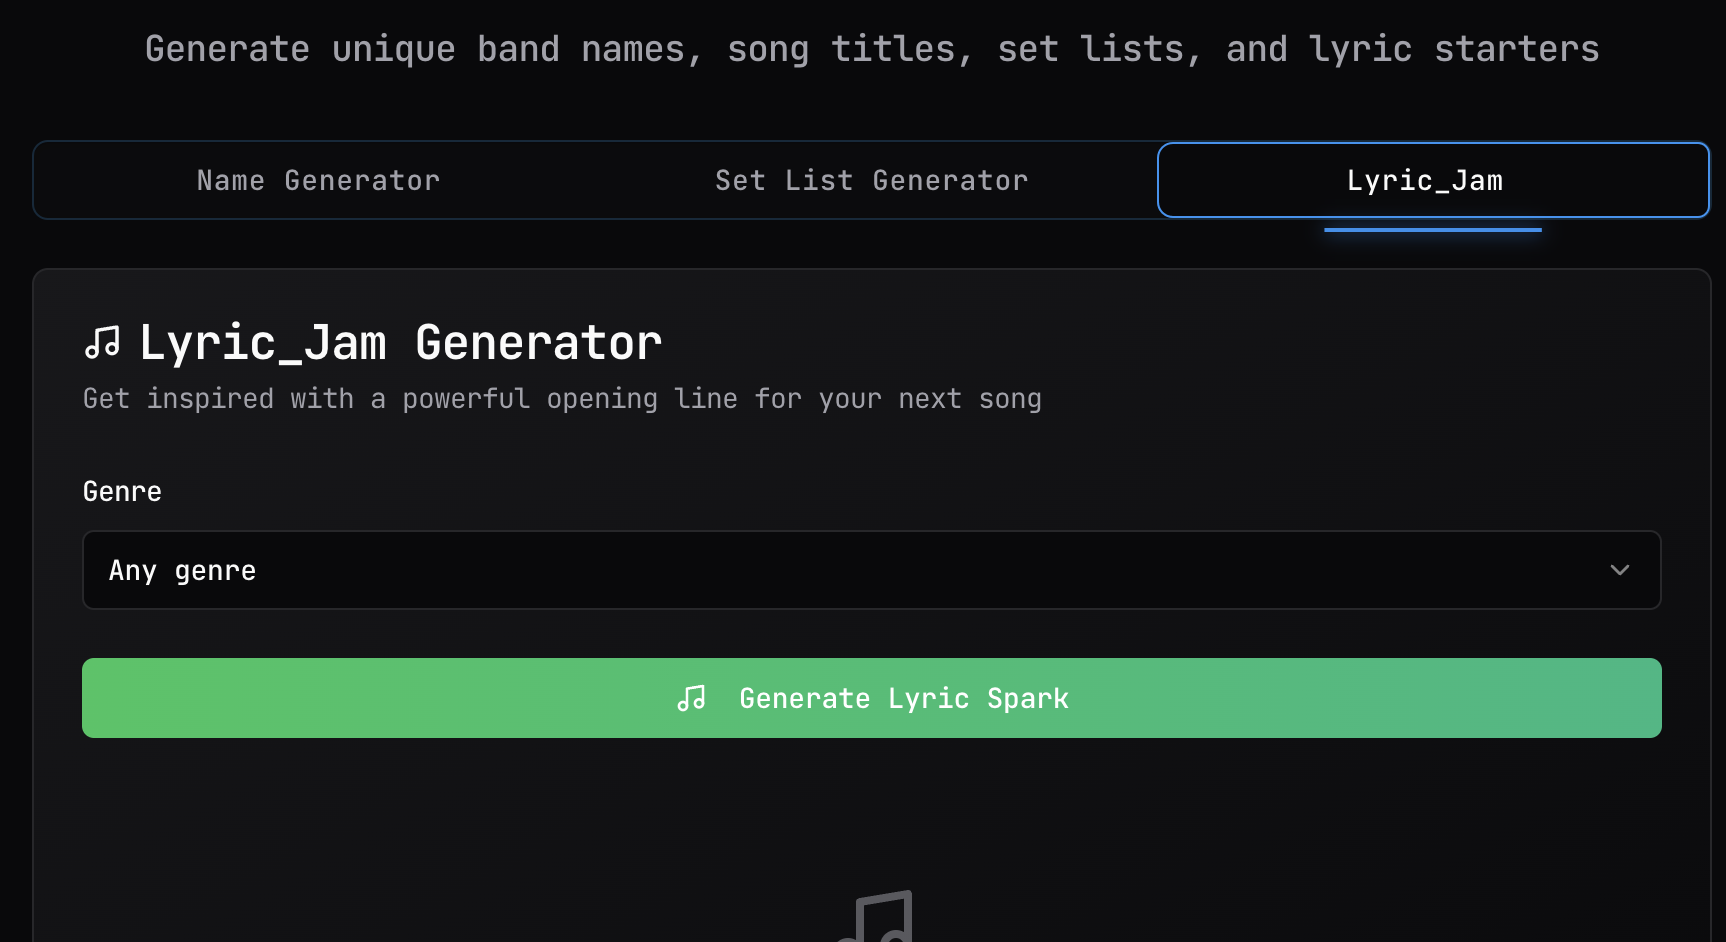 Generate unique band names, song titles, set lists, and lyric starters
Name Generator
Set List Generator
Lyric_Jam
Lyric_Jam Generator
Get inspired with a powerful opening line for your next song
Genre
Any genre
Generate Lyric Spark